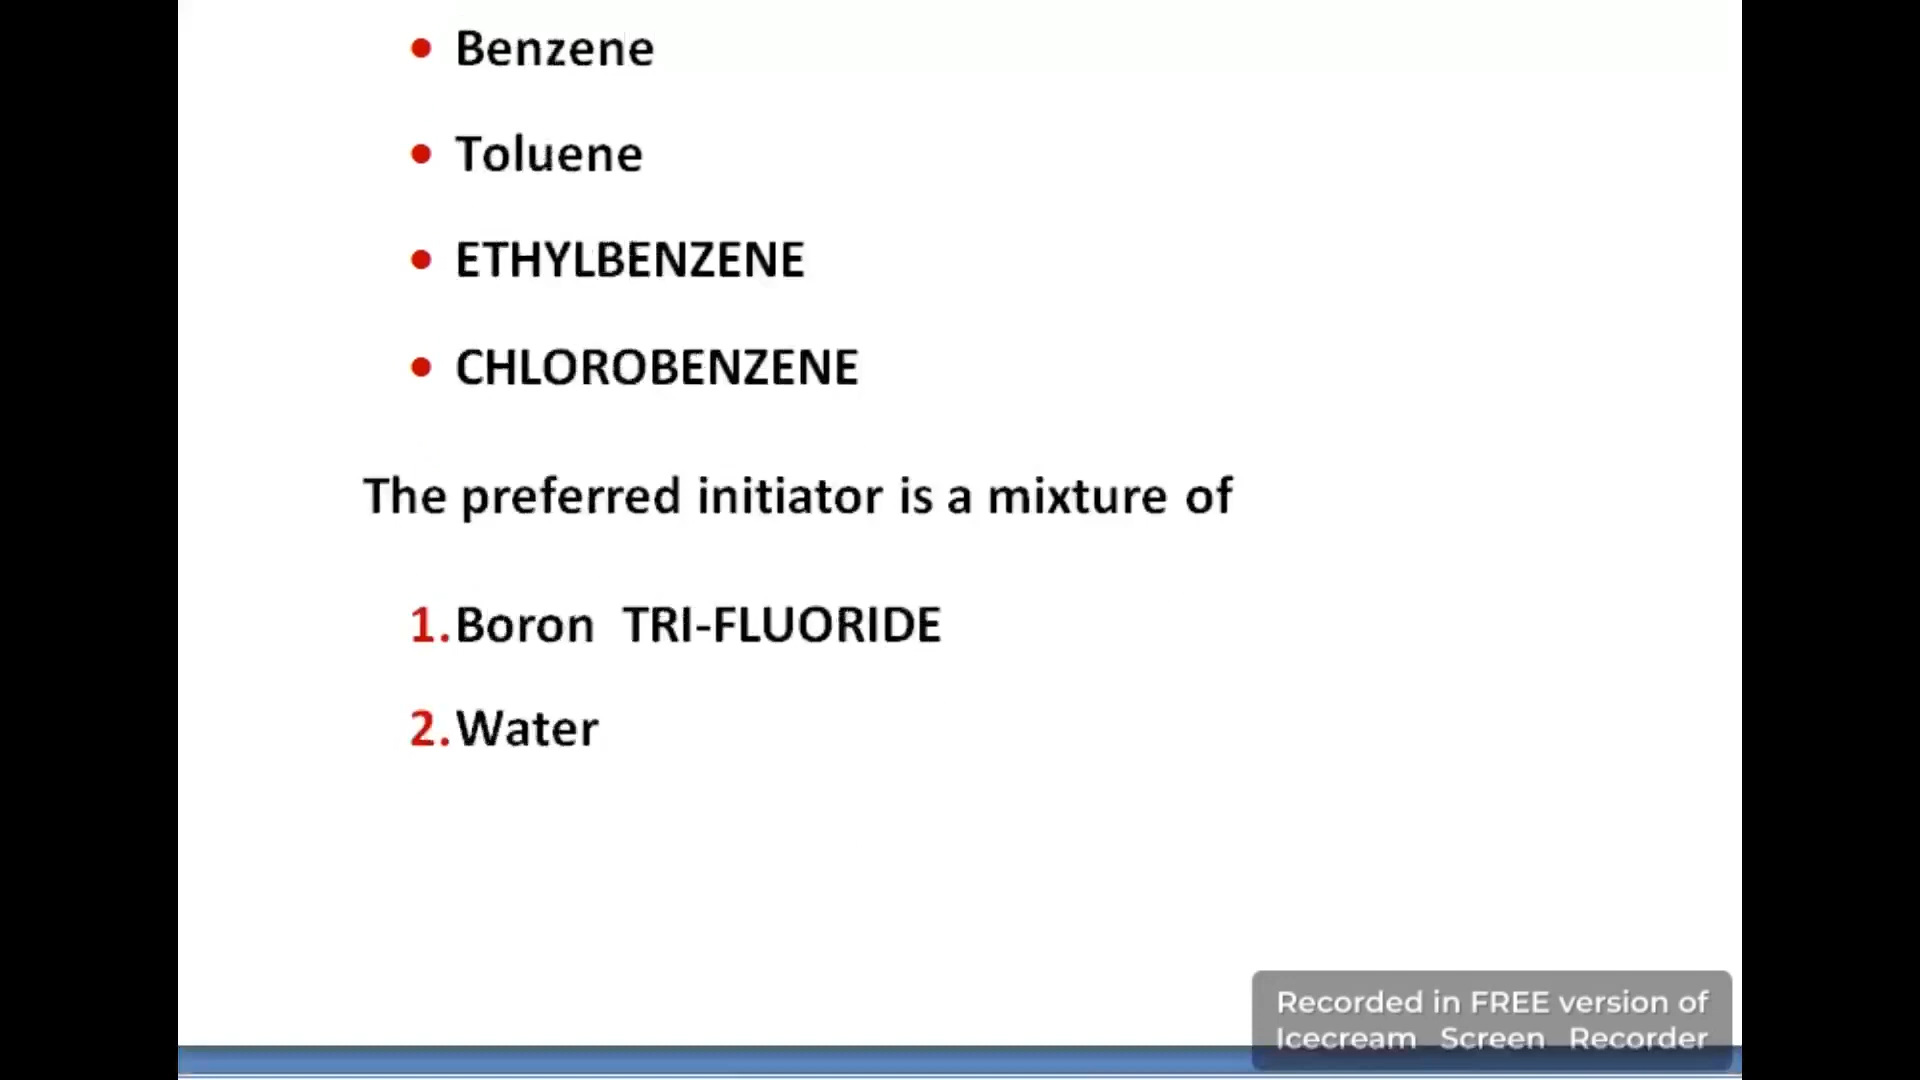 • Benzene
• Toluene
• ETHYLBENZENE
• CHLOROBENZENE
The preferred initiator is a mixture of
1. Boron TRI-FLUORIDE
2. Water
Recorded in FREE version of
Icecream Screen Recorder